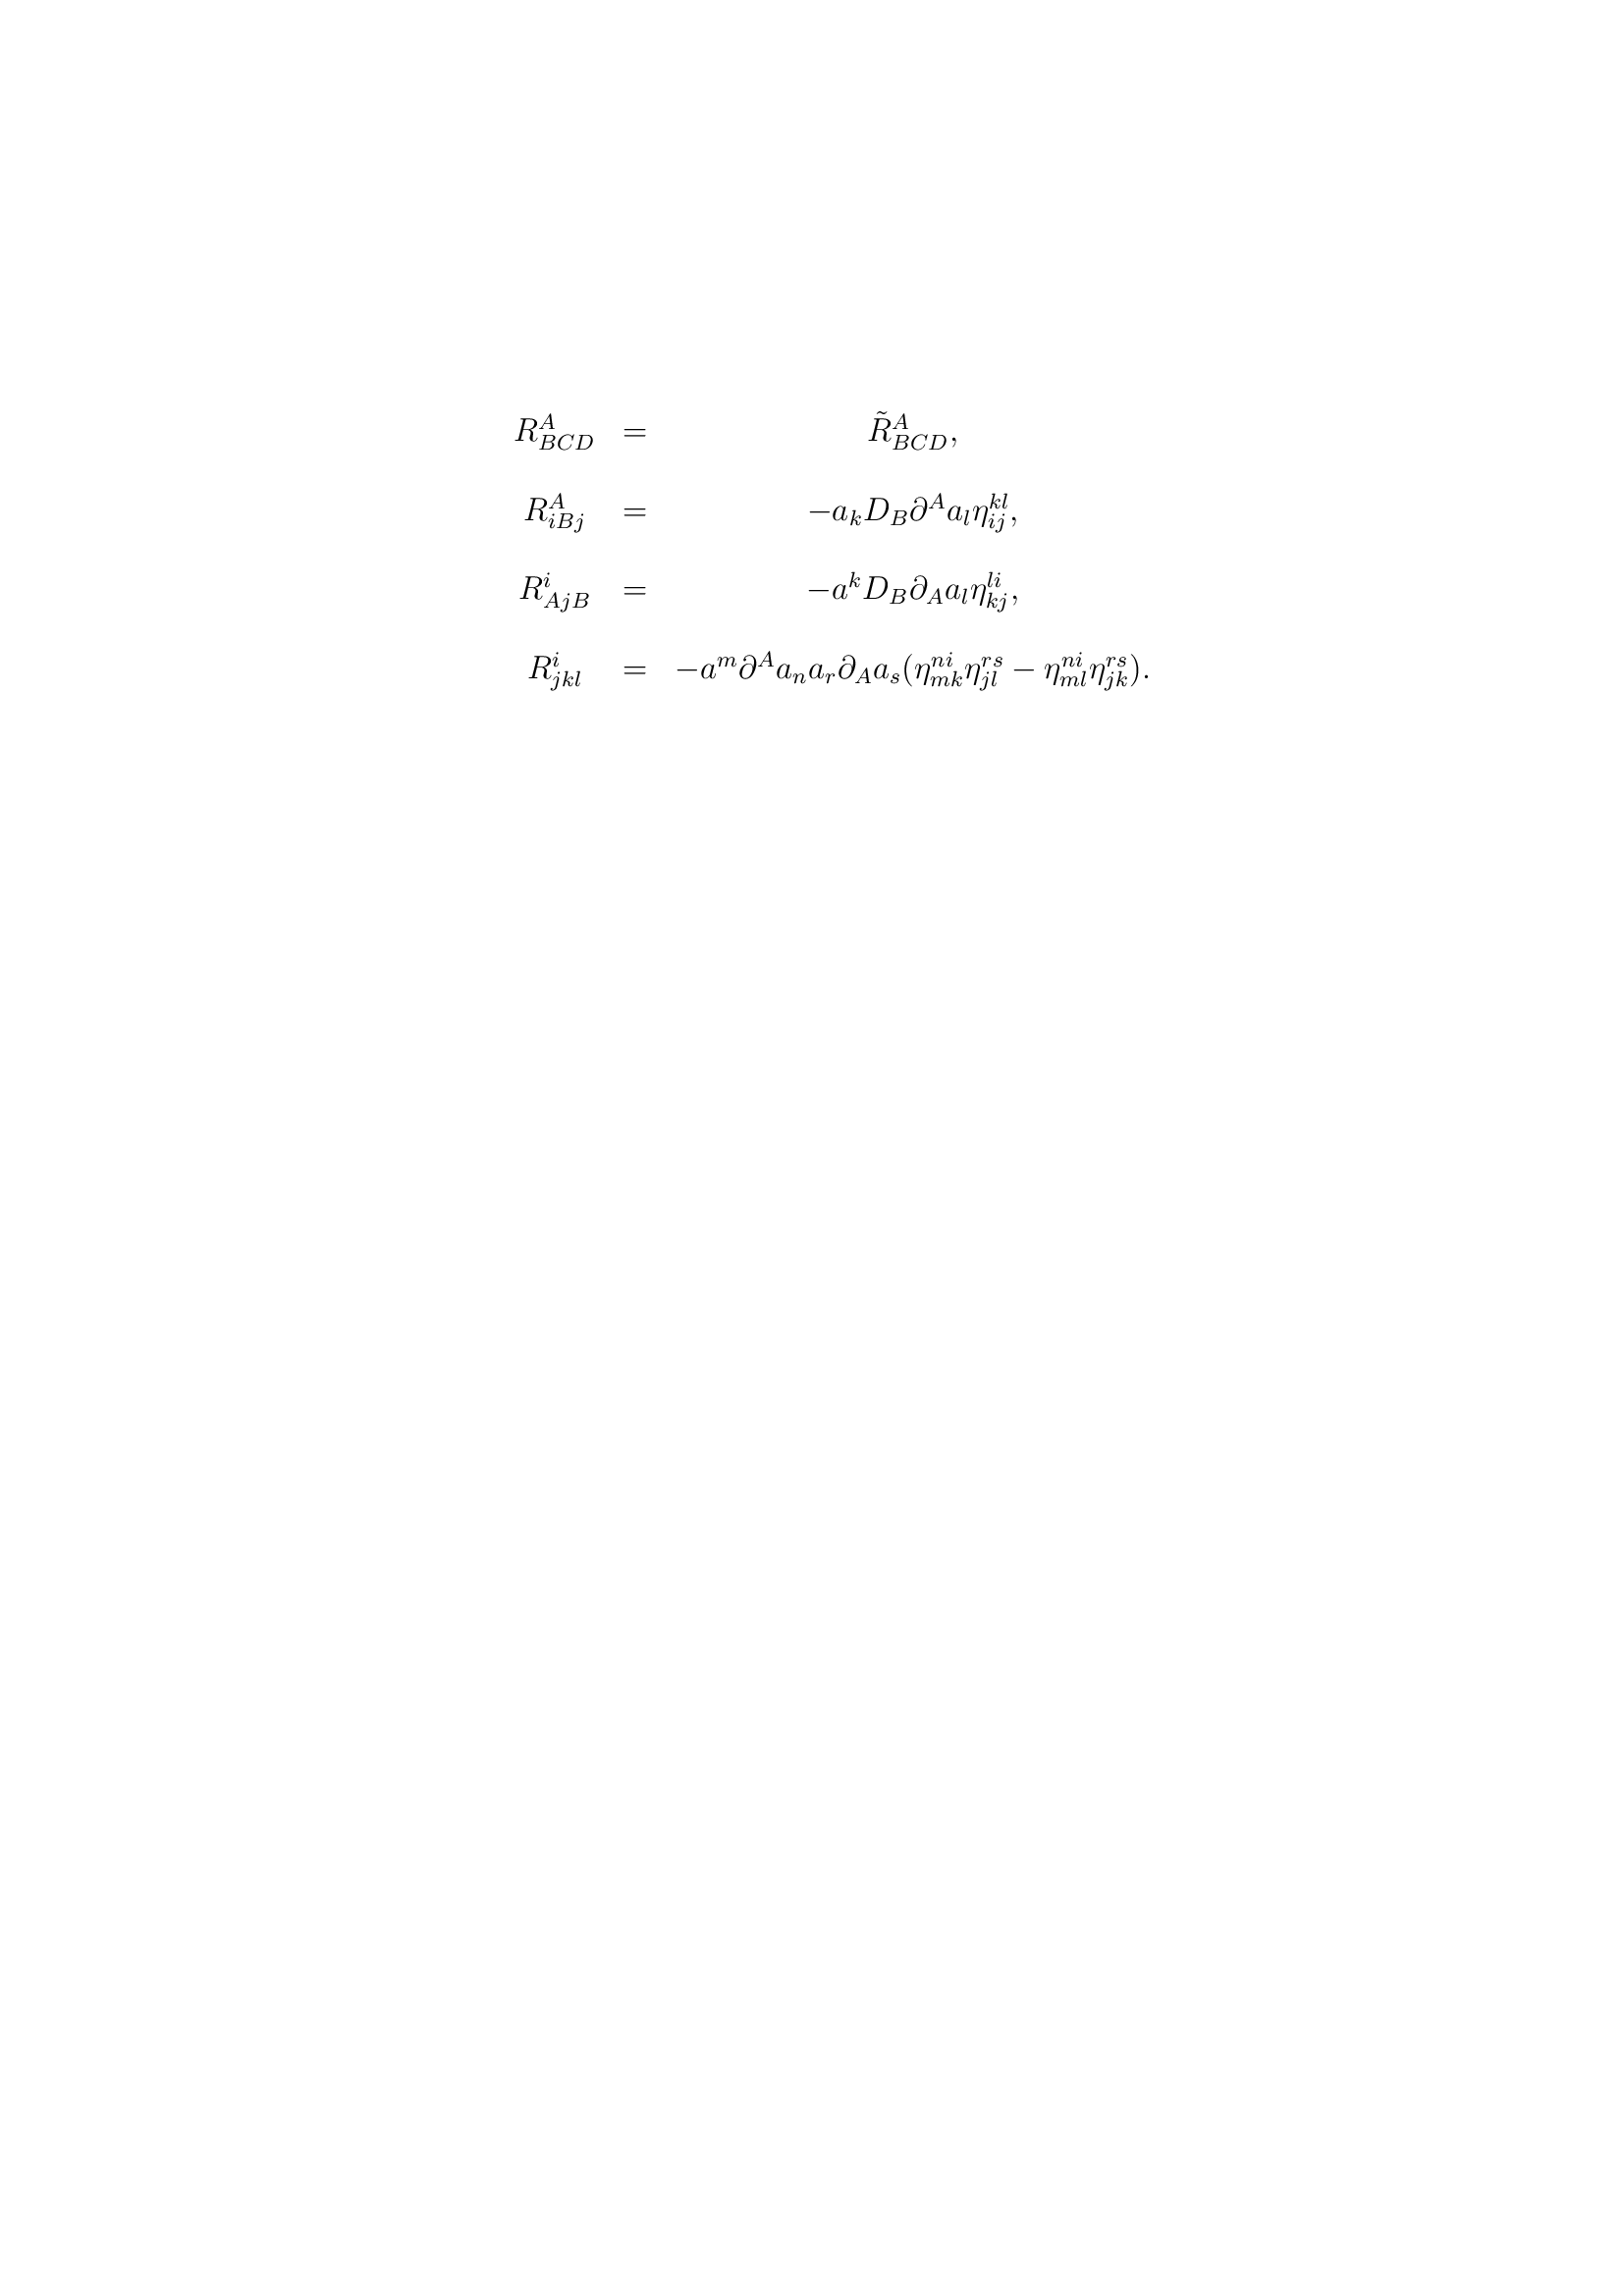 $R^A_{BCD} = \tilde{R}^A_{BCD},$
$R^A_{iBj} = -a_k D_B \partial^A a_l \eta^{kl}_{ij},$
$R^i_{AjB} = -a^k D_B \partial_A a_l \eta^{li}_{kj},$
$R^i_{jkl} = -a^m \partial^A a_n a_r \partial_A a_s (\eta^{ni}_{mk} \eta^{rs}_{jl} - \eta^{ni}_{ml} \eta^{rs}_{jk}).$